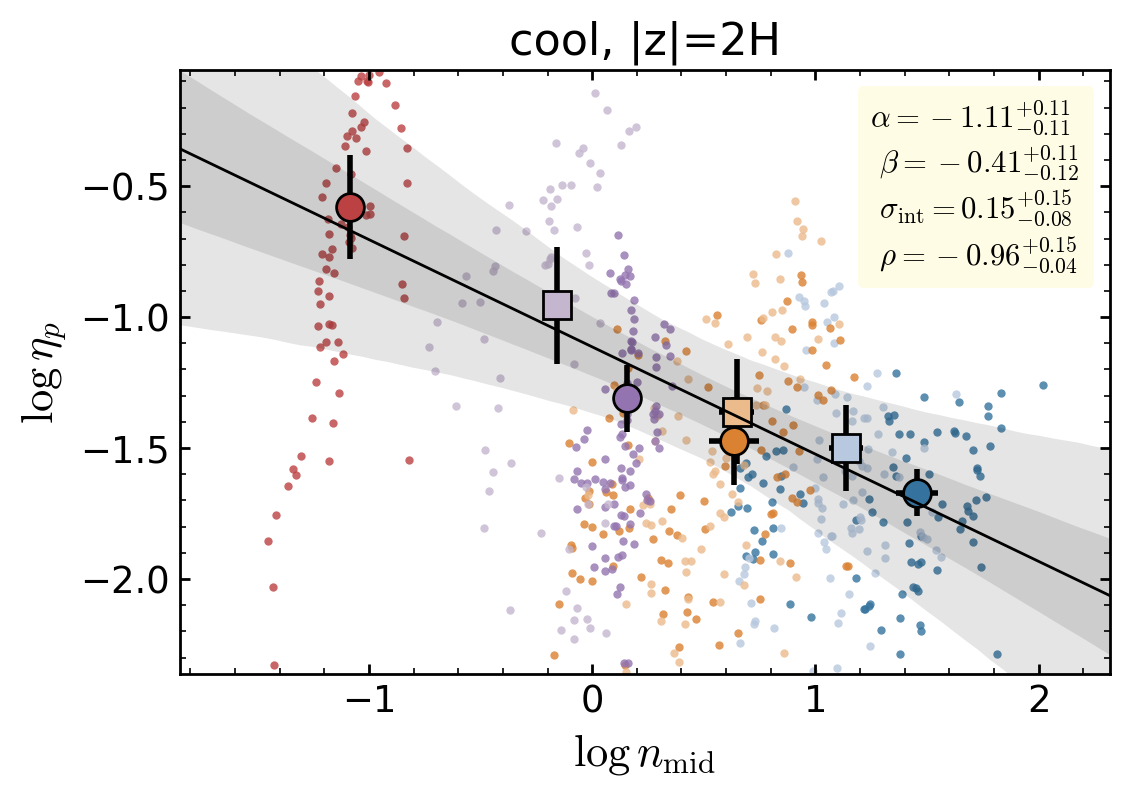 cool, |z|=2H
α = −1.11 +0.11 −0.11
β = −0.41 +0.11 −0.12
σint = 0.15 +0.15 −0.08
ρ = −0.96 +0.15 −0.04
log ηp
−0.5
−1.0
−1.5
−2.0
−1 0 1 2
log nmid